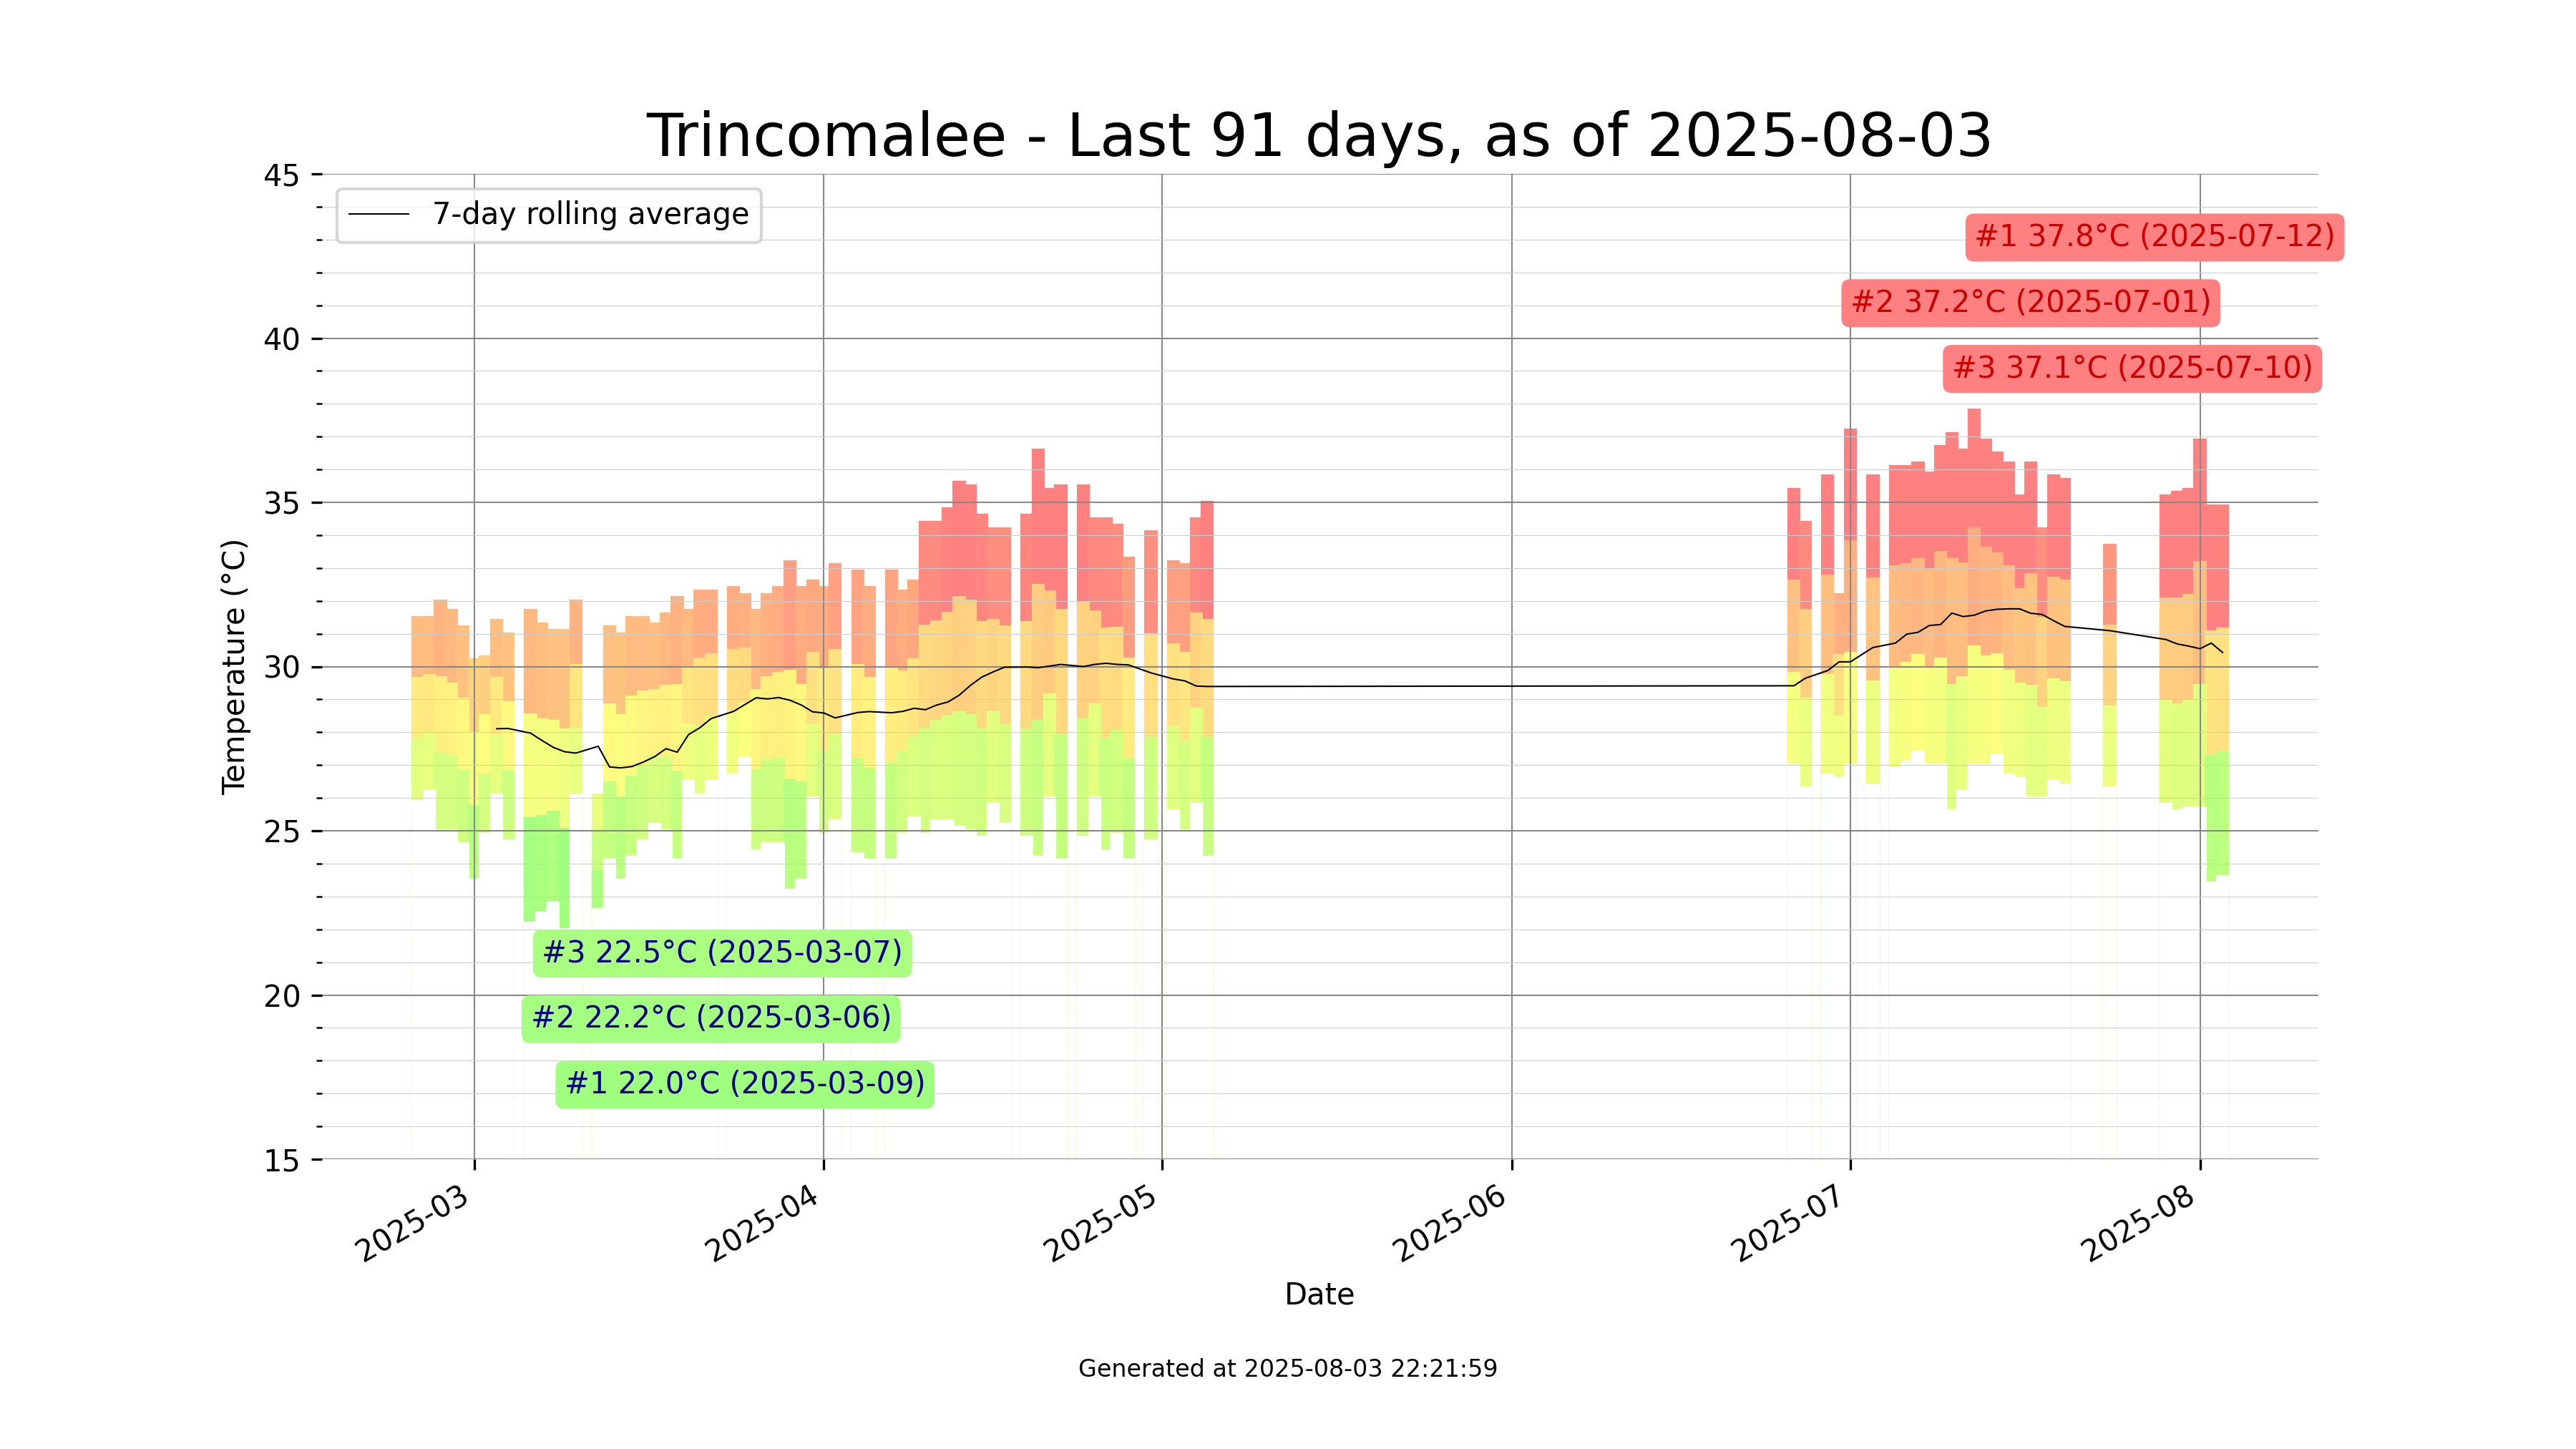 Trincomalee - Last 91 days, as of 2025-08-03
7-day rolling average
#1 37.8°C (2025-07-12)
#2 37.2°C (2025-07-01)
#3 37.1°C (2025-07-10)
Temperature (°C)
45
40
35
30
25
20
15
#3 22.5°C (2025-03-07)
#2 22.2°C (2025-03-06)
#1 22.0°C (2025-03-09)
2025-03
2025-04
2025-05
2025-06
2025-07
2025-08
Date
Generated at 2025-08-03 22:21:59